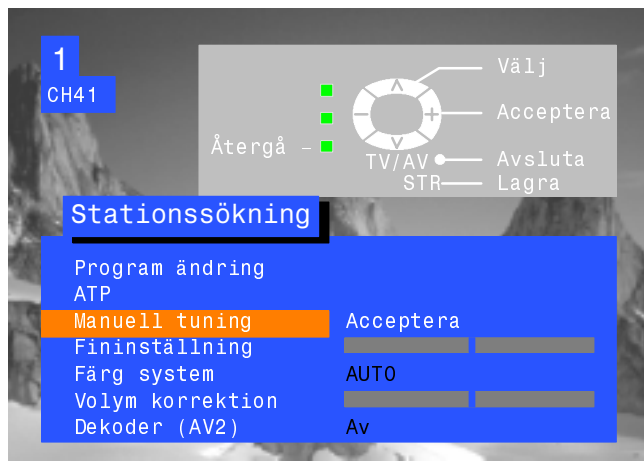 1
CH41
Välj
Acceptera
Återgå –
TV/AV
Avsluta
STR
Lagra
Stationssökning
Program ändring
ATP
Manuell tuning Acceptera
Fininställning
Färg system AUTO
Volym korrektion
Dekoder (AV2) Av